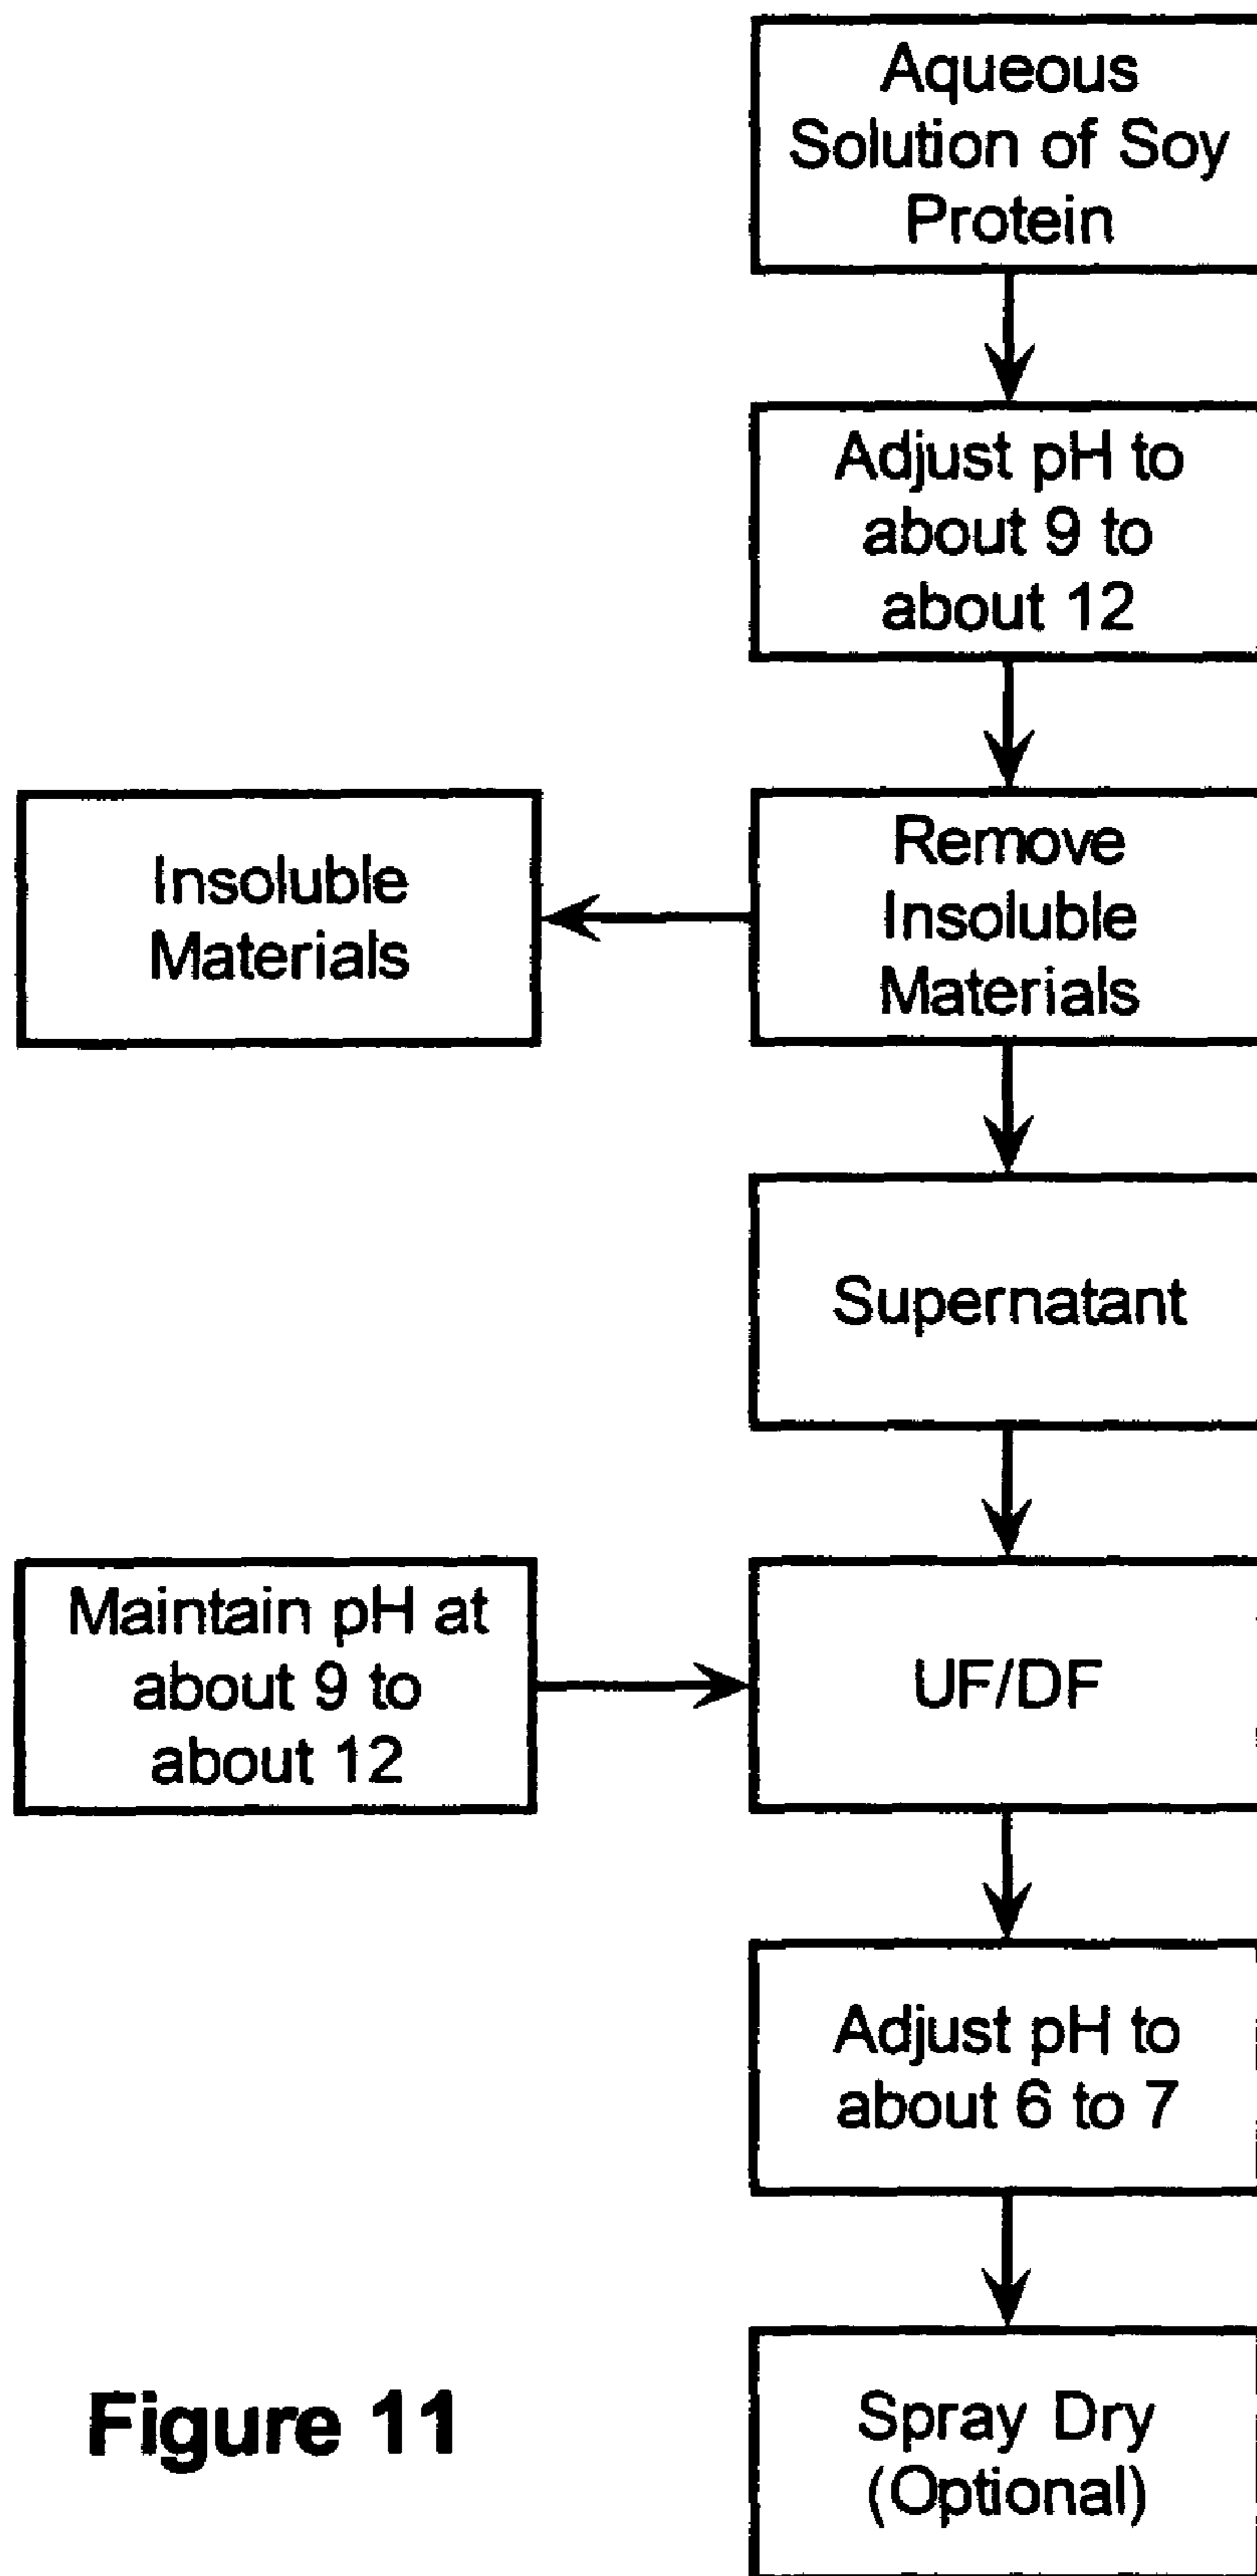 Aqueous
Solution of Soy
Protein
Adjust pH to
about 9 to
about 12
Remove
Insoluble
Materials
Insoluble
Materials
Supernatant
Maintain pH at
about 9 to
about 12
UF/DF
Adjust pH to
about 6 to 7
Spray Dry
(Optional)
Figure 11